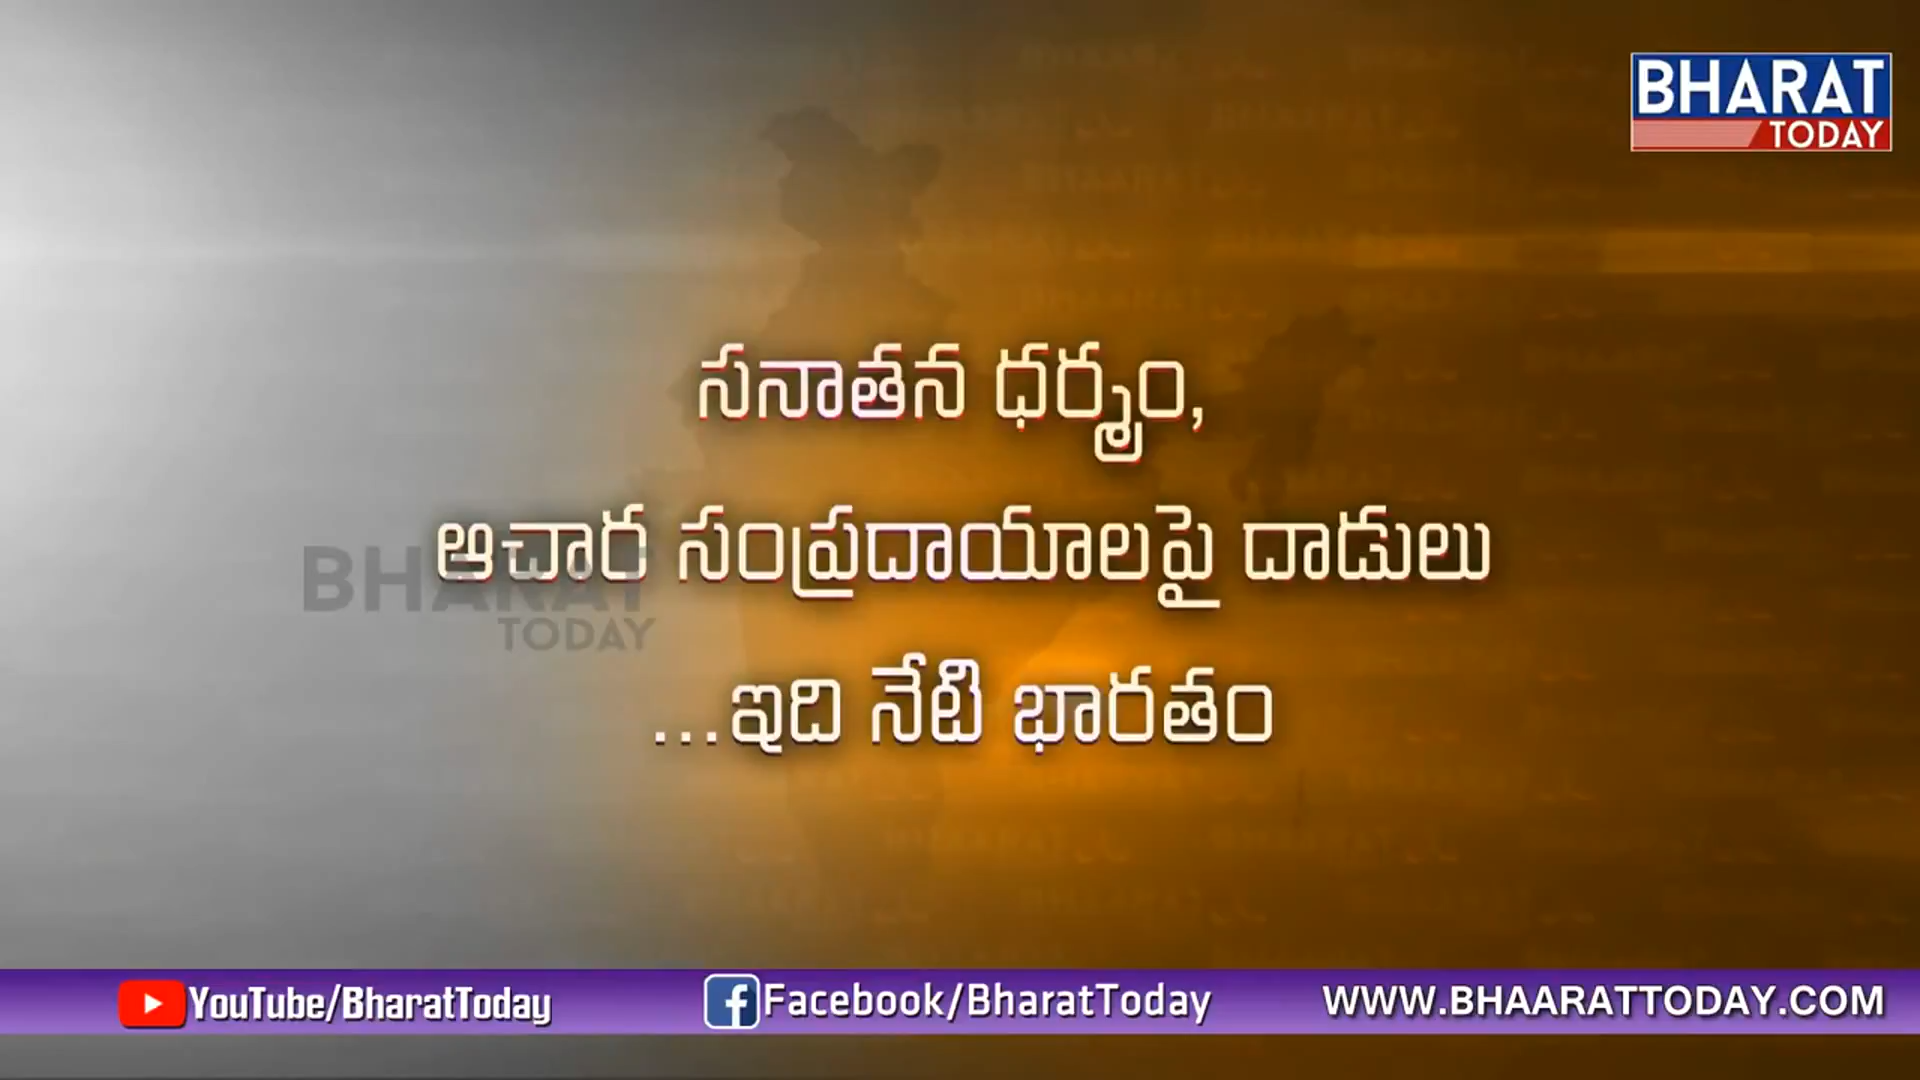 BHARAT
TODAY
సనాతన ధర్మం,
ఆచార సంప్రదాయాలపై దాడులు
...ఇది నేటి భారతం
BHARAT
TODAY
YouTube/BharatToday
Facebook/BharatToday
WWW.BHAARATTODAY.COM